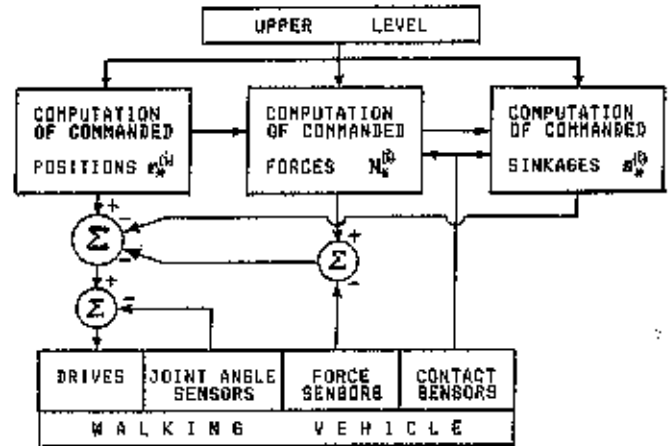 UPPER LEVEL
COMPUTATION
OF COMMANDED
POSITIONS r*(i)
COMPUTATION
OF COMMANDED
FORCES N*(i)
COMPUTATION
OF COMMANDED
SINKAGES s*(i)
+
-
Σ
-
+
Σ
-
+
Σ
-
DRIVES
JOINT ANGLE
SENSORS
FORCE
SENSORS
CONTACT
SENSORS
WALKING VEHICLE